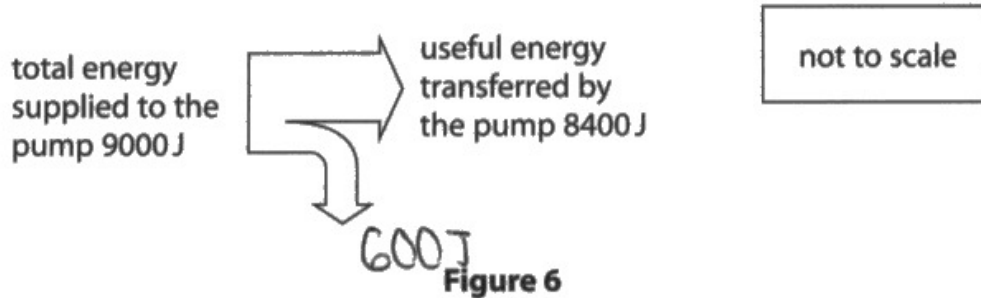 total energy
supplied to the
pump 9000 J
useful energy
transferred by
the pump 8400 J
not to scale
600J
Figure 6